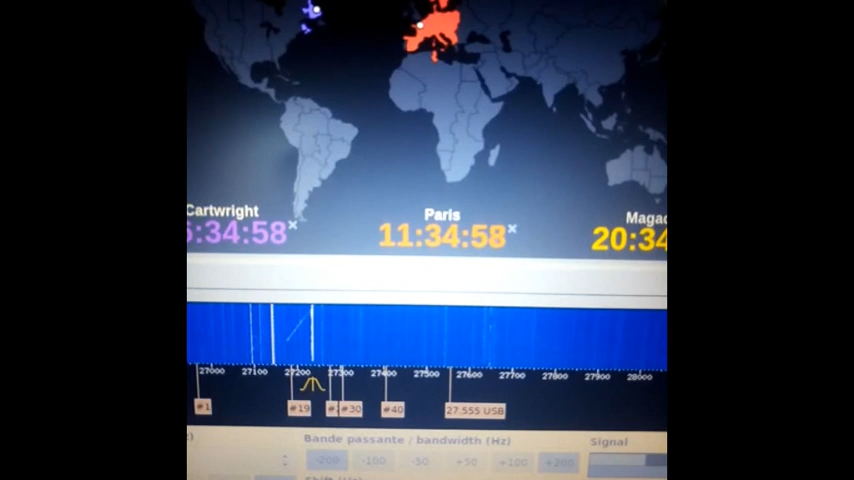 Cartwright Paris Magad
:34:58× 11:34:58× 20:34
27000 27100 27200 27300 27400 27500 27600 27700 27800 27900 28000
#1 #19 #30 #40 27.555 USB
z) Bande passante / bandwidth (Hz) Signal
-200 -100 -50 +50 +100 +200